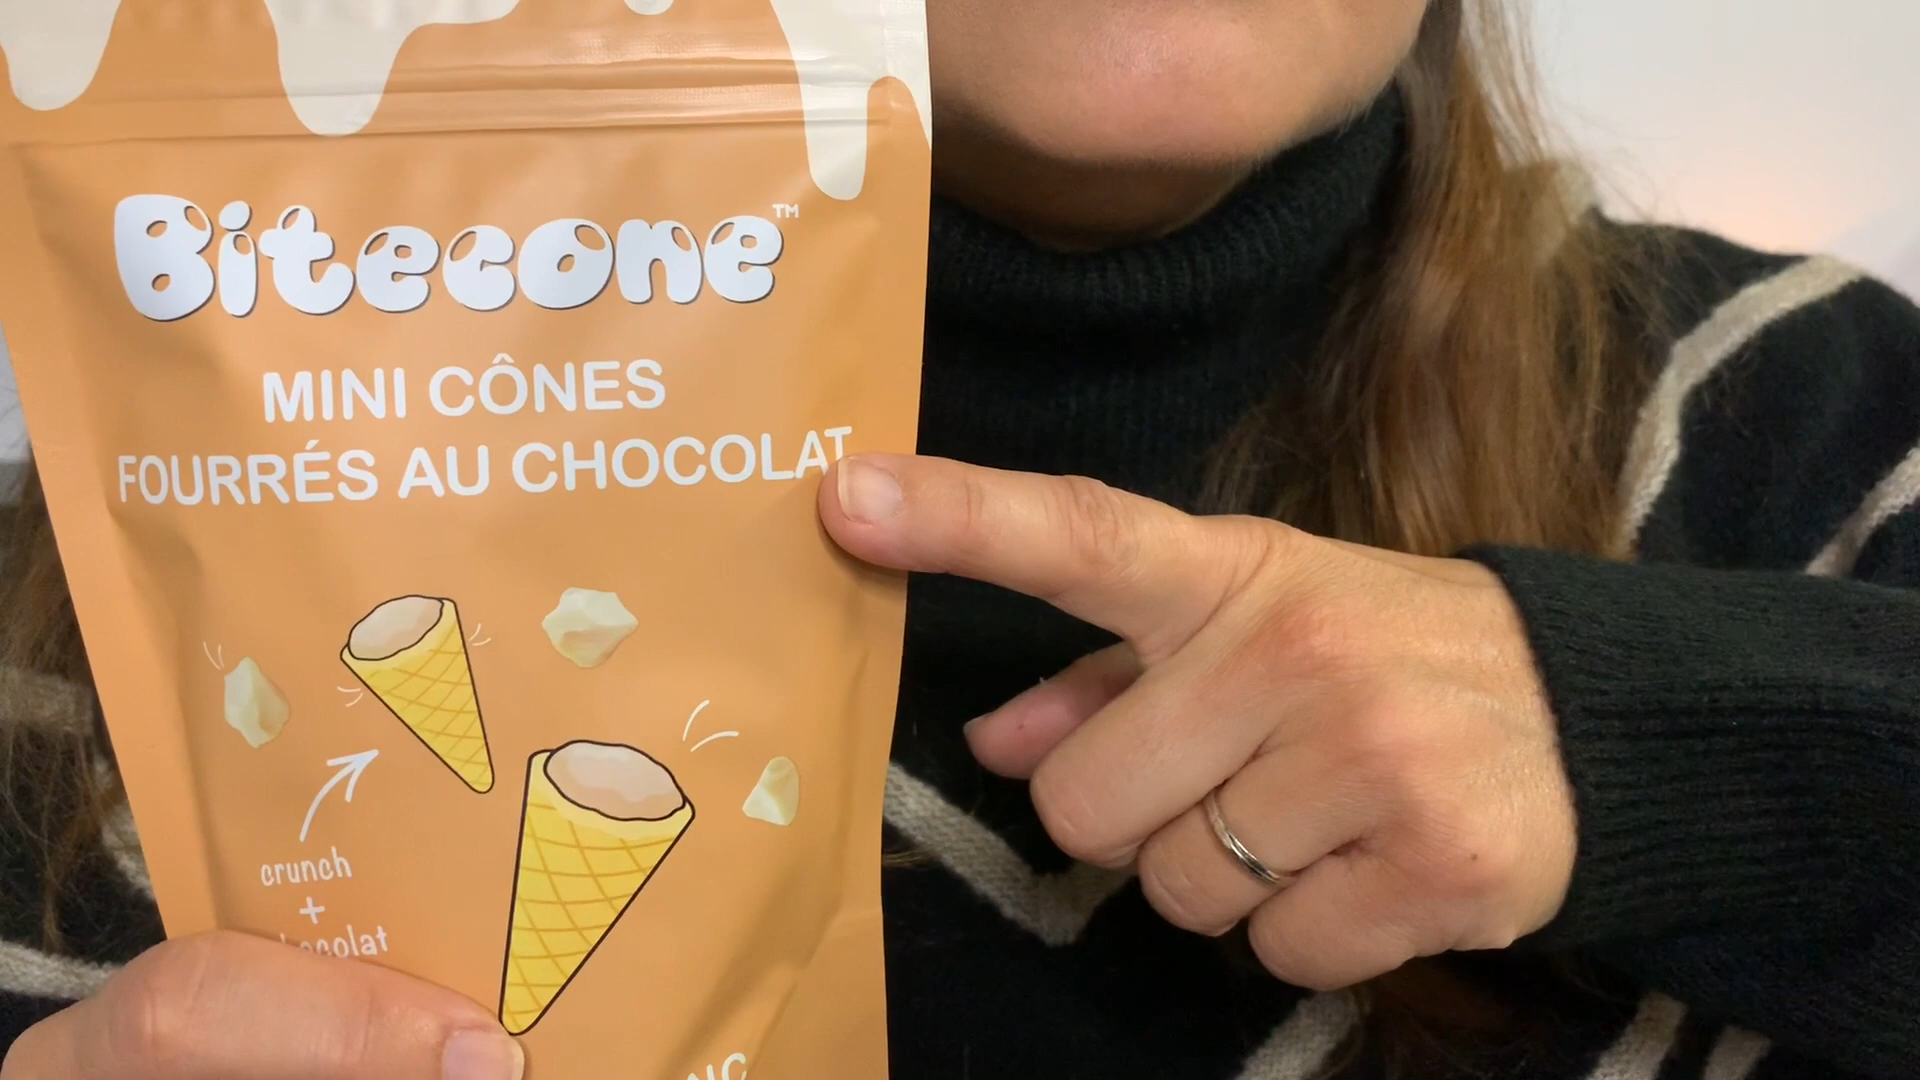 Bitecone™
MINI CÔNES
FOURRÉS AU CHOCOLAT
crunch
+